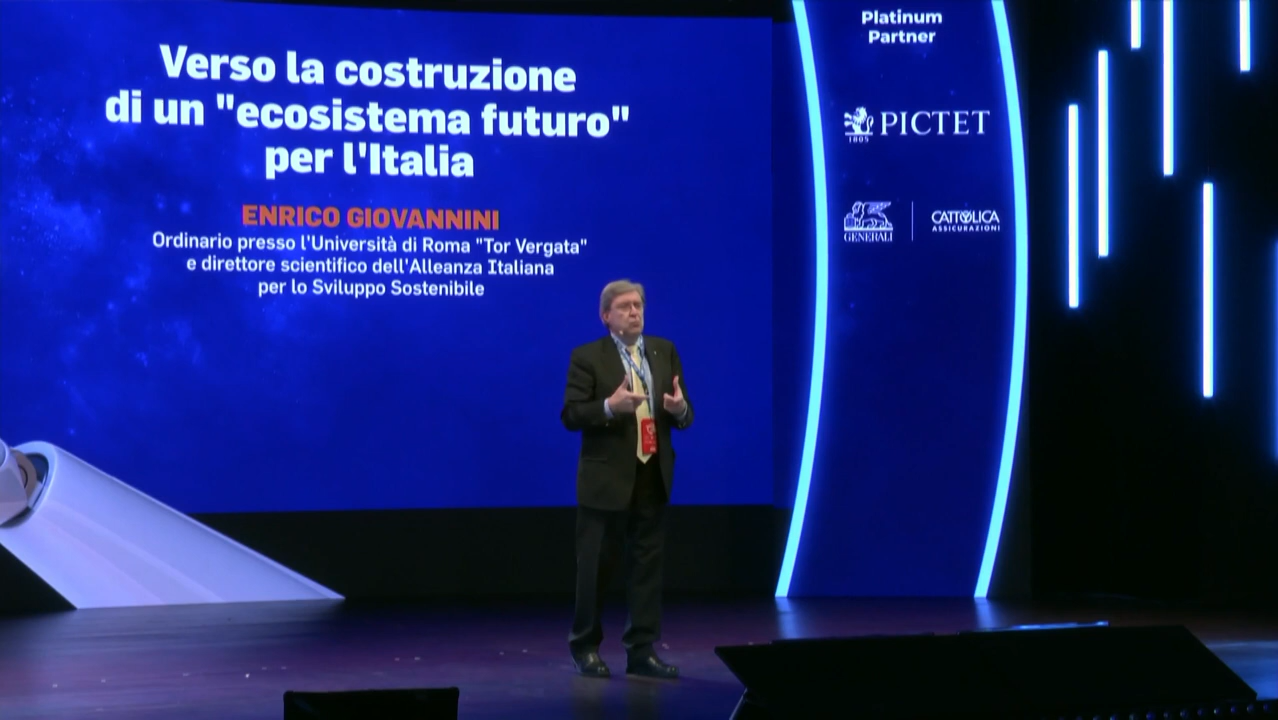 Verso la costruzione
di un "ecosistema futuro"
per l'Italia
ENRICO GIOVANNINI
Ordinario presso l'Università di Roma "Tor Vergata"
e direttore scientifico dell'Alleanza Italiana
per lo Sviluppo Sostenibile
Platinum
Partner
PICTET
1805
GENERALI
CATTOLICA
ASSICURAZIONI